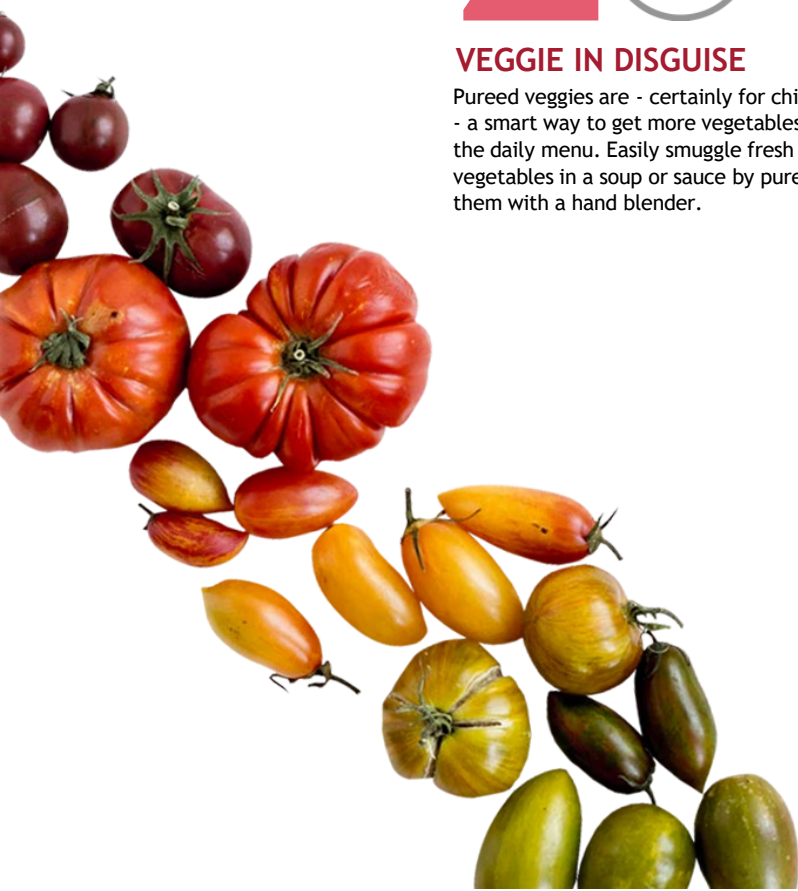 VEGGIE IN DISGUISE
Pureed veggies are - certainly for
- a smart way to get more vegetables
the daily menu. Easily smuggle fresh
vegetables in a soup or sauce by
them with a hand blender.